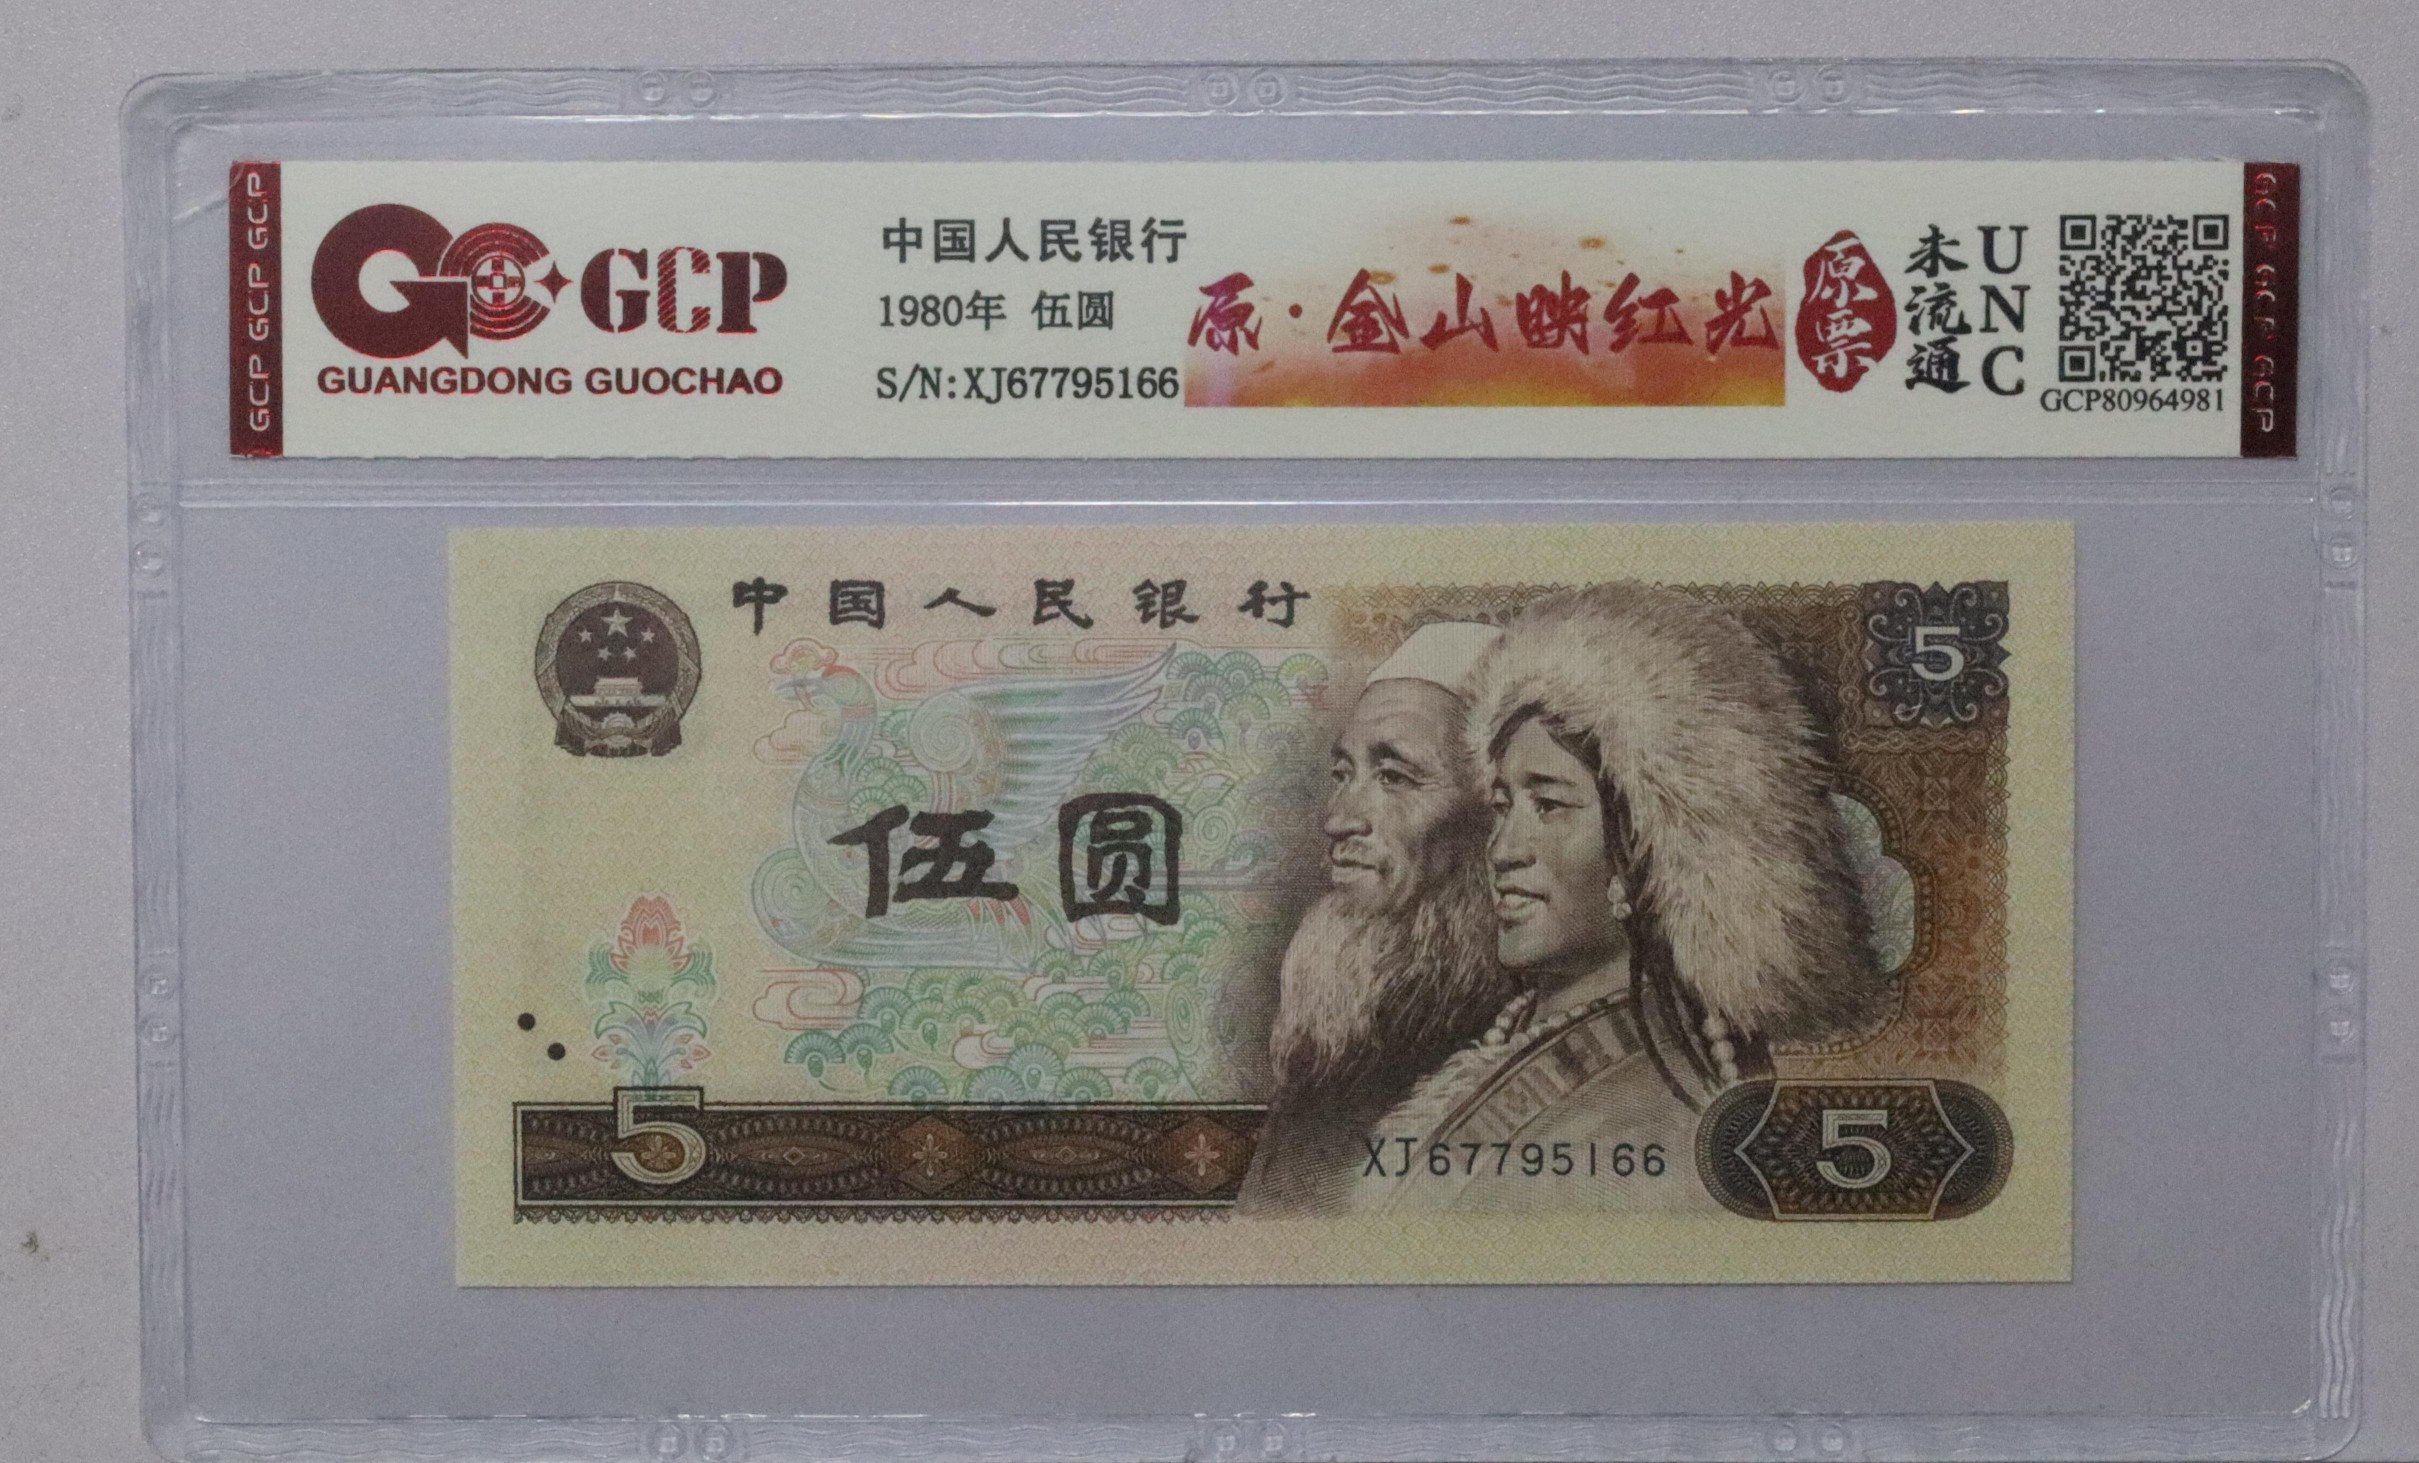 GCP GCP GCP
GCP
GUANGDONG GUOCHAO
中国人民银行
1980年 伍圆
S/N:XJ67795166
原·金山映红光
原票
未流通
UNC
GCP80964981
GCP GCP GCP
中国人民银行
5
伍圆
5
XJ67795166
5